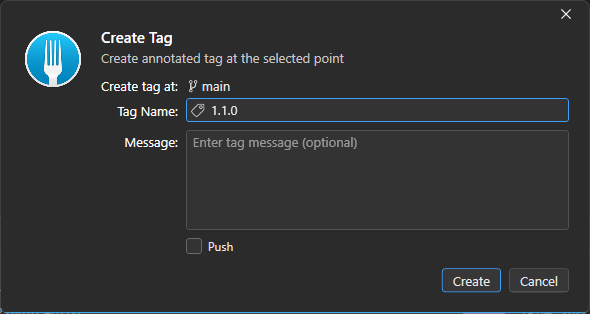 Create Tag
Create annotated tag at the selected point
Create tag at: main
Tag Name: 1.1.0
Message: Enter tag message (optional)
Push
Create Cancel